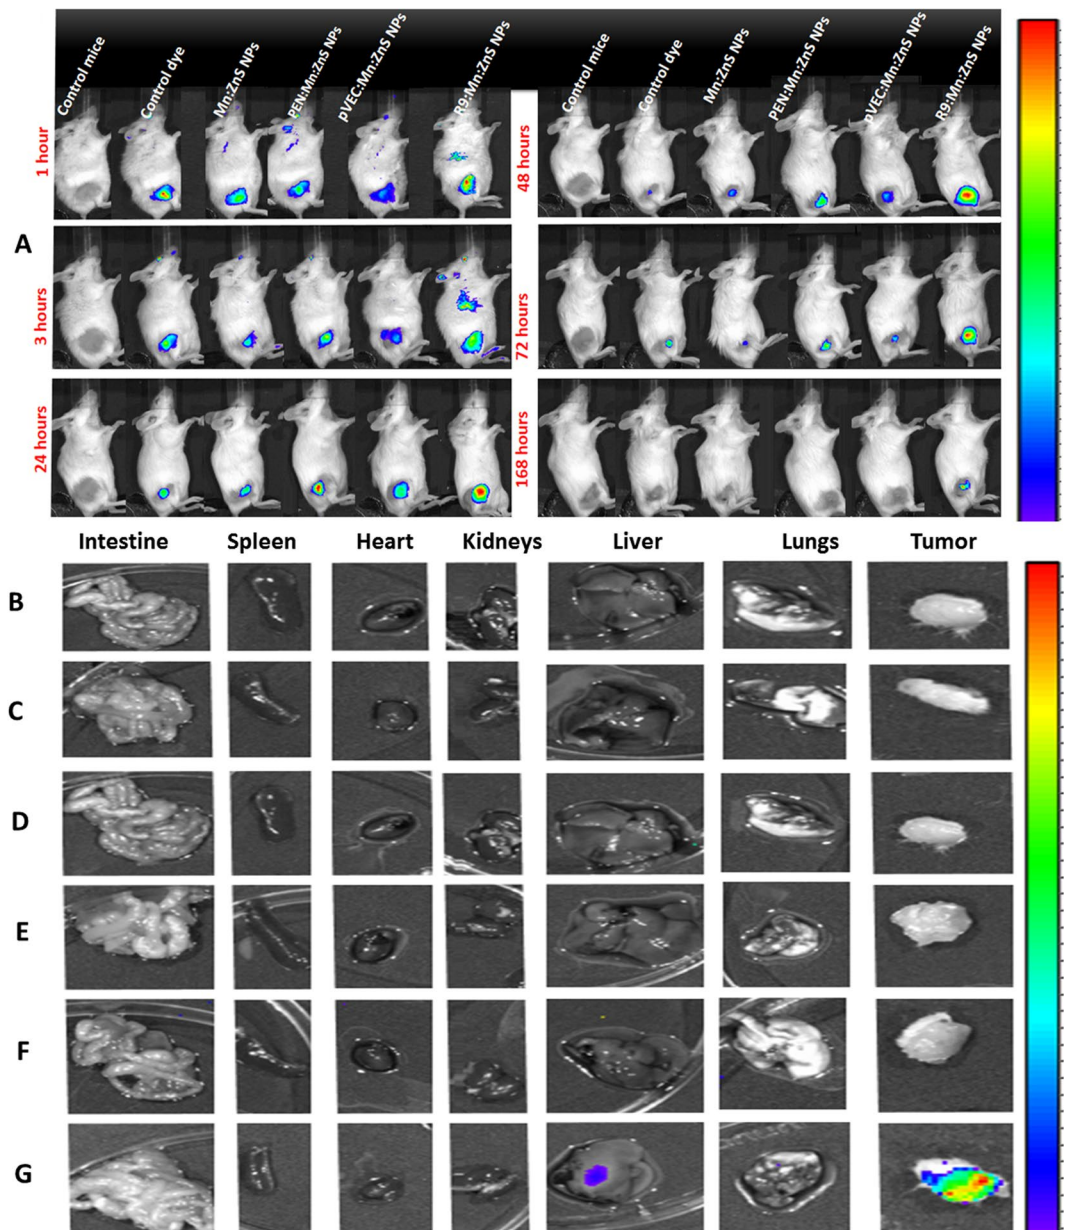 Control mice
Control dye
Mn:ZnS NPs
PEN:Mn:ZnS NPs
pVEC:Mn:ZnS NPs
R9:Mn:ZnS NPs
Control mice
Control dye
Mn:ZnS NPs
PEN:Mn:ZnS NPs
pVEC:Mn:ZnS NPs
R9:Mn:ZnS NPs
1 hour
48 hours
A
3 hours
72 hours
24 hours
168 hours
Intestine Spleen Heart Kidneys Liver Lungs Tumor
B
C
D
E
F
G